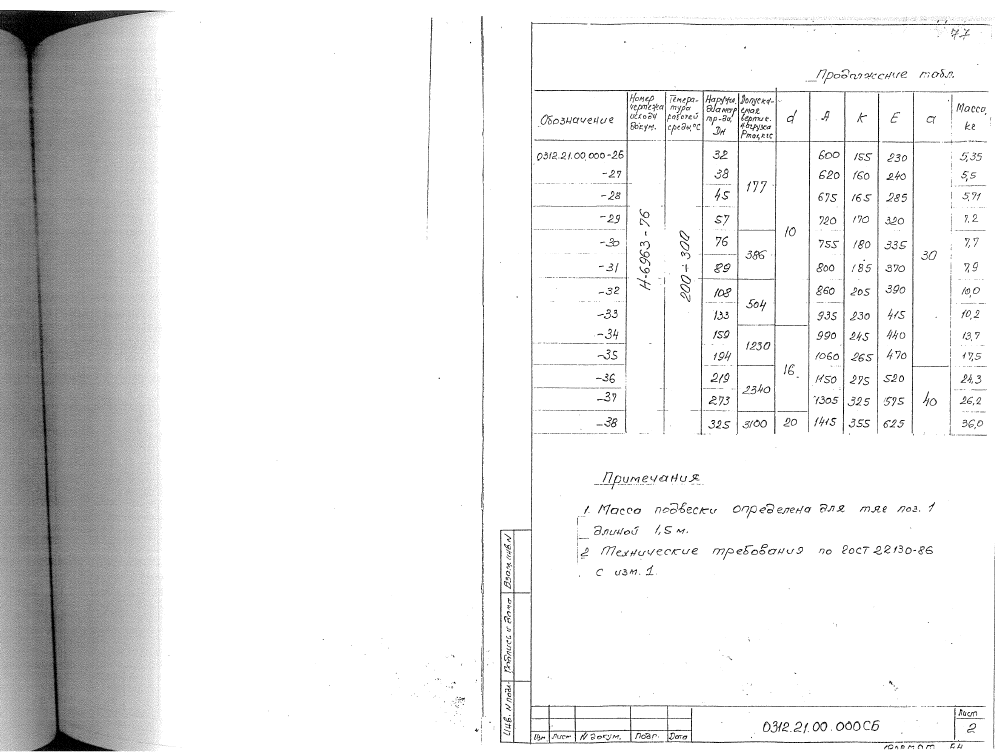 77
Продолжение табл.
Обозначение | Номер чертежа исходн докум. | Темпера-тура рабочей среды,°С | Наружн. диаметр тр-да, Dн | Допуска-емая вертик. нагрузка Pmax,кгс | d | A | K | E | a | Масса, кг
0312.21.00.000-26 | Н-6963-76 | 200÷300 | 32 | 177 | 10 | 600 | 155 | 230 | 30 | 5,35
-27 | 38 | 620 | 160 | 240 | 5,5
-28 | 45 | 675 | 165 | 285 | 5,71
-29 | 57 | 720 | 170 | 320 | 7,2
-30 | 76 | 386 | 755 | 180 | 335 | 7,7
-31 | 89 | 800 | 185 | 370 | 7,9
-32 | 108 | 504 | 860 | 205 | 390 | 10,0
-33 | 133 | 935 | 230 | 415 | 10,2
-34 | 159 | 1230 | 16 | 990 | 245 | 440 | 13,7
-35 | 194 | 1060 | 265 | 470 | 17,5
-36 | 219 | 2340 | 1150 | 275 | 520 | 40 | 24,3
-37 | 273 | 1305 | 325 | 575 | 26,2
-38 | 325 | 3100 | 20 | 1415 | 355 | 625 | 36,0
Примечания
1. Масса подвески определена для тяг поз. 1
длиной 1,5 м.
2 Технические требования по ГОСТ 22130-86
с изм. 1.
Взам. инв. N
Подпись и дата
Инв. N подл.
Изм Лист N докум. Подп. Дата
0312.21.00.000СБ
Лист
2
Формат